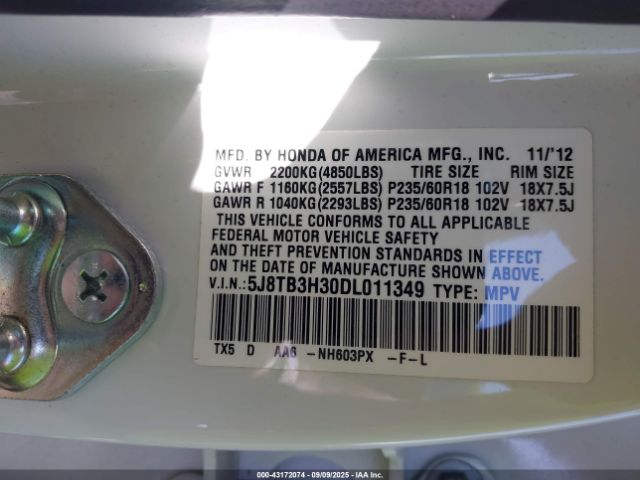 MFD. BY HONDA OF AMERICA MFG., INC. 11/'12
GVWR 2200KG(4850LBS) TIRE SIZE RIM SIZE
GAWR F 1160KG(2557LBS) P235/60R18 102V 18X7.5J
GAWR R 1040KG(2293LBS) P235/60R18 102V 18X7.5J
THIS VEHICLE CONFORMS TO ALL APPLICABLE
FEDERAL MOTOR VEHICLE SAFETY
AND THEFT PREVENTION STANDARDS IN EFFECT
ON THE DATE OF MANUFACTURE SHOWN ABOVE.
V.I.N.: 5J8TB3H30DL011349 TYPE: MPV
TX5 D AA6 -NH603PX -F-L
000-43172074 - 09/09/2025 - IAA Inc.